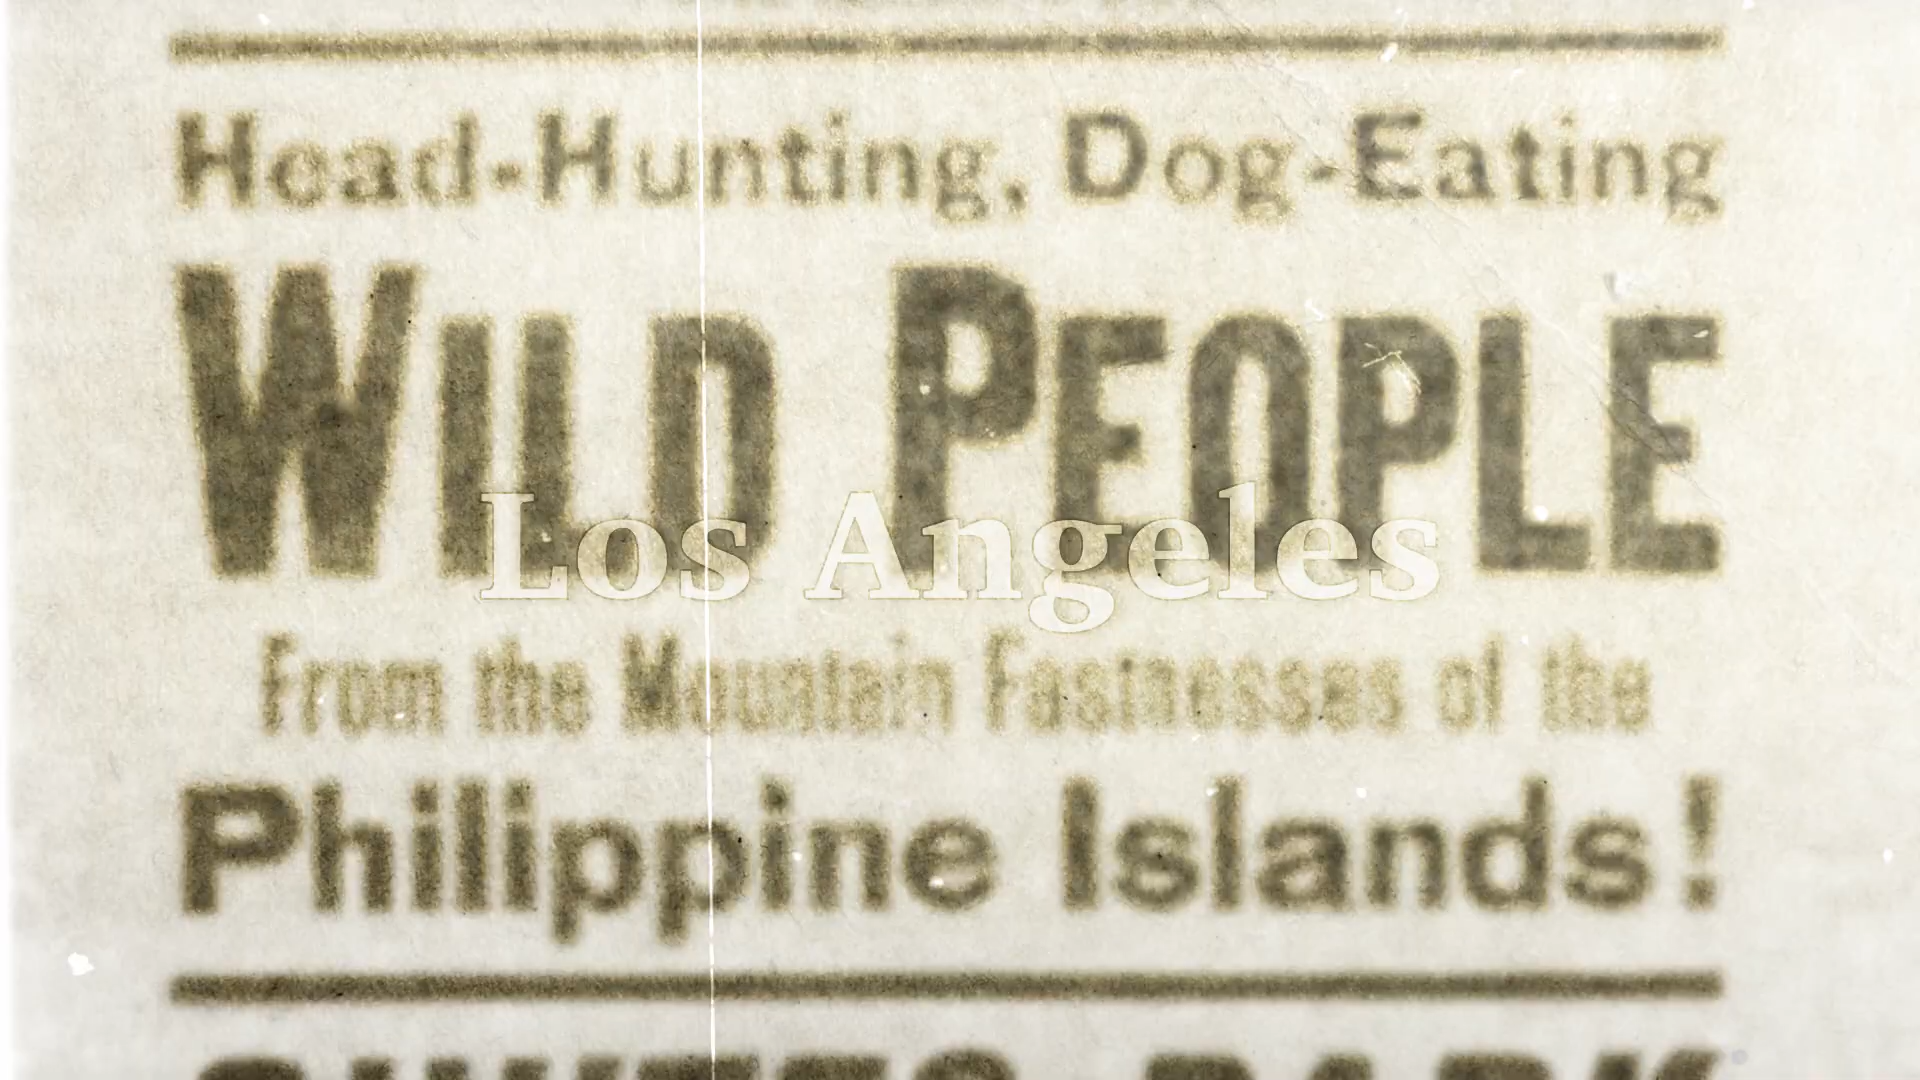 Head-Hunting, Dog-Eating
WILD PEOPLE
Los Angeles
From the Mountain Fastnesses of the
Philippine Islands!